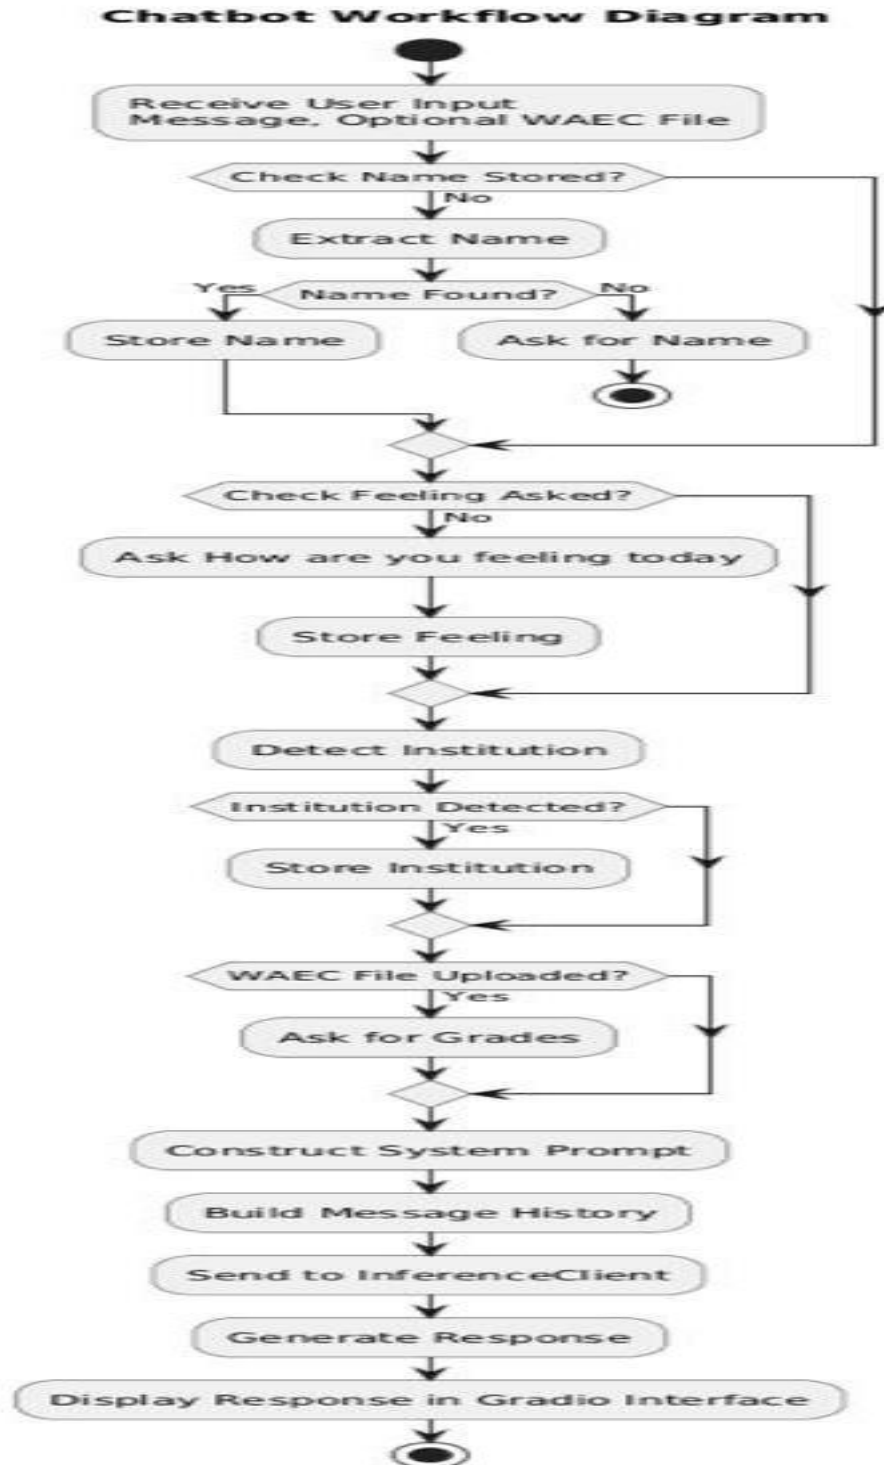 Chatbot Workflow Diagram
Receive User Input
Message, Optional WAEC File
Check Name Stored?
No
Extract Name
Yes
Name Found?
No
Store Name
Ask for Name
Check Feeling Asked?
No
Ask How are you feeling today
Store Feeling
Detect Institution
Institution Detected?
Yes
Store Institution
WAEC File Uploaded?
Yes
Ask for Grades
Construct System Prompt
Build Message History
Send to InferenceClient
Generate Response
Display Response in Gradio Interface